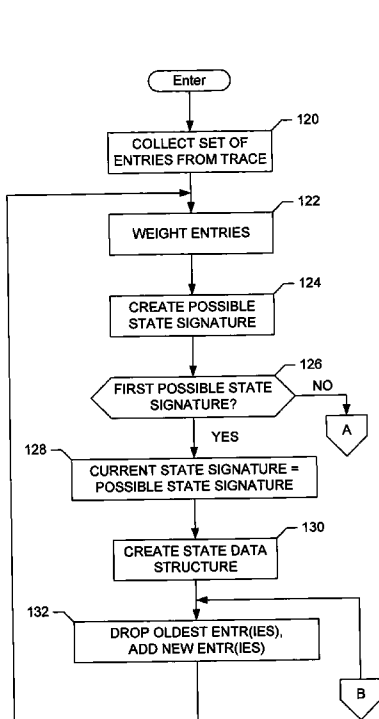 Enter
120
COLLECT SET OF
ENTRIES FROM TRACE
122
WEIGHT ENTRIES
124
CREATE POSSIBLE
STATE SIGNATURE
126
FIRST POSSIBLE STATE
SIGNATURE?
NO
A
YES
128
CURRENT STATE SIGNATURE =
POSSIBLE STATE SIGNATURE
130
CREATE STATE DATA
STRUCTURE
132
DROP OLDEST ENTR(IES),
ADD NEW ENTR(IES)
B